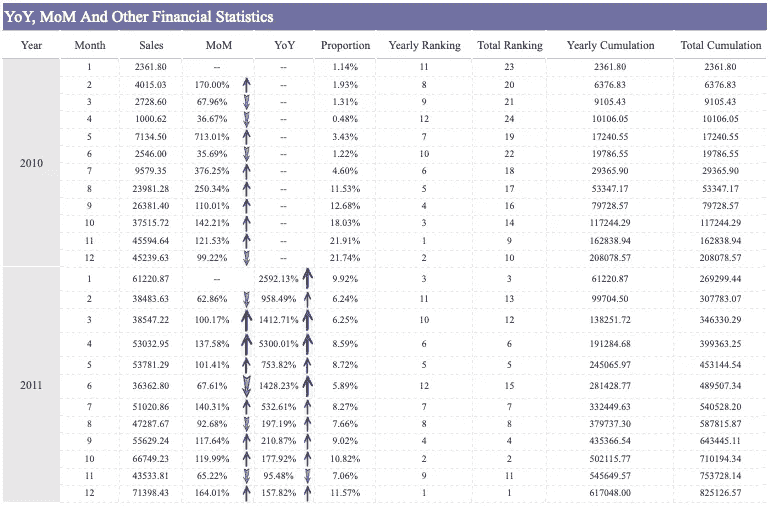 YoY, MoM And Other Financial Statistics
Year Month Sales MoM YoY Proportion Yearly Ranking Total Ranking Yearly Cumulation Total Cumulation
1 2361.80 -- -- 1.14% 11 23 2361.80 2361.80
2 4015.03 170.00% -- 1.93% 8 20 6376.83 6376.83
3 2728.60 67.96% -- 1.31% 9 21 9105.43 9105.43
4 1000.62 36.67% -- 0.48% 12 24 10106.05 10106.05
5 7134.50 713.01% -- 3.43% 7 19 17240.55 17240.55
6 2546.00 35.69% -- 1.22% 10 22 19786.55 19786.55
2010
7 9579.35 376.25% -- 4.60% 6 18 29365.90 29365.90
8 23981.28 250.34% -- 11.53% 5 17 53347.17 53347.17
9 26381.40 110.01% -- 12.68% 4 16 79728.57 79728.57
10 37515.72 142.21% -- 18.03% 3 14 117244.29 117244.29
11 45594.64 121.53% -- 21.91% 1 9 162838.94 162838.94
12 45239.63 99.22% -- 21.74% 2 10 208078.57 208078.57
1 61220.87 -- 2592.13% 9.92% 3 3 61220.87 269299.44
2 38483.63 62.86% 958.49% 6.24% 11 13 99704.50 307783.07
3 38547.22 100.17% 1412.71% 6.25% 10 12 138251.72 346330.29
4 53032.95 137.58% 5300.01% 8.59% 6 6 191284.68 399363.25
5 53781.29 101.41% 753.82% 8.72% 5 5 245065.97 453144.54
2011 6 36362.80 67.61% 1428.23% 5.89% 12 15 281428.77 489507.34
7 51020.86 140.31% 532.61% 8.27% 7 7 332449.63 540528.20
8 47287.67 92.68% 197.19% 7.66% 8 8 379737.30 587815.87
9 55629.24 117.64% 210.87% 9.02% 4 4 435366.54 643445.11
10 66749.23 119.99% 177.92% 10.82% 2 2 502115.77 710194.34
11 43533.81 65.22% 95.48% 7.06% 9 11 545649.57 753728.14
12 71398.43 164.01% 157.82% 11.57% 1 1 617048.00 825126.57